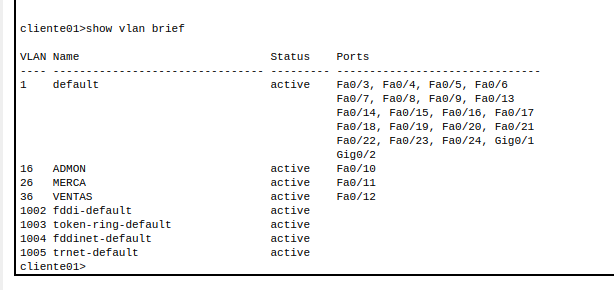 cliente01>show vlan brief
VLAN Name                             Status    Ports
---- -------------------------------- --------- -------------------------------
1    default                          active    Fa0/3, Fa0/4, Fa0/5, Fa0/6
                                                Fa0/7, Fa0/8, Fa0/9, Fa0/13
                                                Fa0/14, Fa0/15, Fa0/16, Fa0/17
                                                Fa0/18, Fa0/19, Fa0/20, Fa0/21
                                                Fa0/22, Fa0/23, Fa0/24, Gig0/1
                                                Gig0/2
16   ADMON                            active    Fa0/10
26   MERCA                            active    Fa0/11
36   VENTAS                           active    Fa0/12
1002 fddi-default                     active
1003 token-ring-default               active
1004 fddinet-default                  active
1005 trnet-default                    active
cliente01>